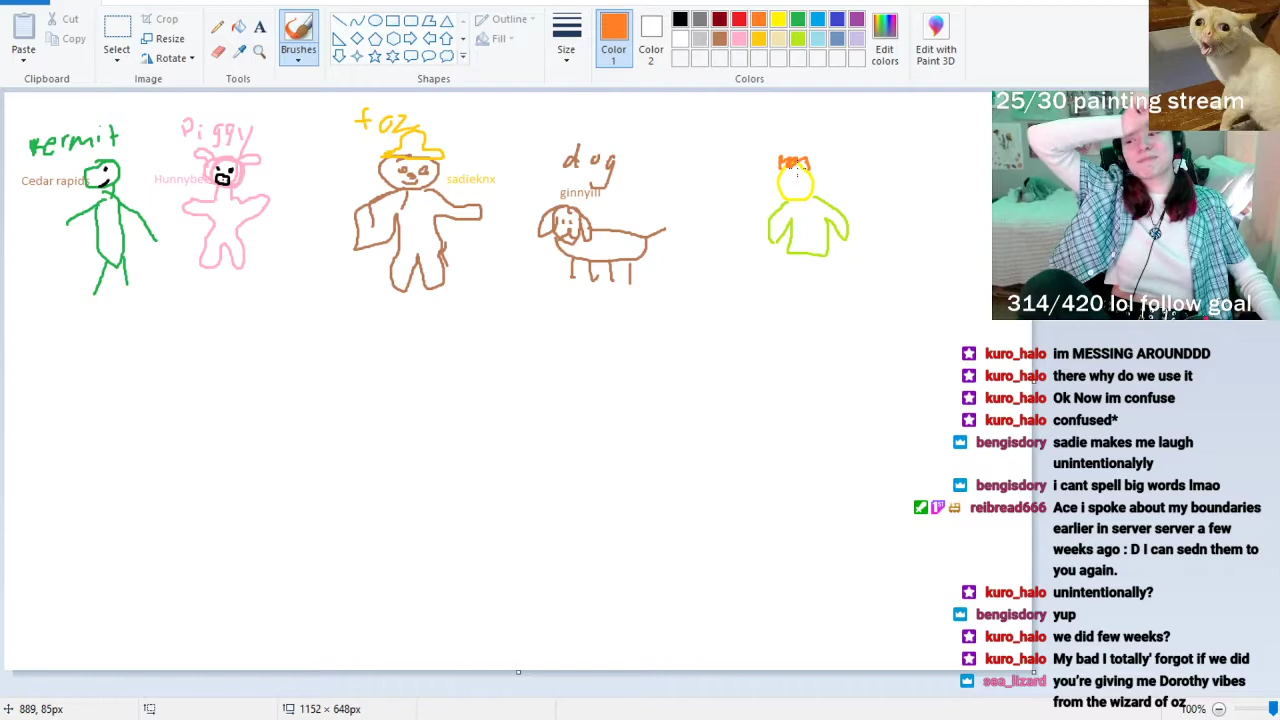 Paste
Cut
Copy
Clipboard
Select
Crop
Resize
Rotate
Image
Tools
Brushes
Shapes
Outline
Fill
Size
Color 1
Color 2
Colors
Edit colors
Edit with Paint 3D
25/30 painting stream
314/420 lol follow goal
kermit
Cedar rapids
Piggy
foz
sadieknx
dog
kuro_halo im MESSING AROUNDDD
kuro_halo there why do we use it
kuro_halo Ok Now im confuse
kuro_halo confused*
bengisdory sadie makes me laugh
unintentionalyly
bengisdory i cant spell big words lmao
reibread666 Ace i spoke about my boundaries
earlier in server server a few
weeks ago : D I can sedn them to
you again.
kuro_halo unintentionally?
bengisdory yup
kuro_halo we did few weeks?
kuro_halo My bad I totally' forgot if we did
sea_lizard you're giving me Dorothy vibes
from the wizard of oz
889, 85px
1152 × 648px
100%